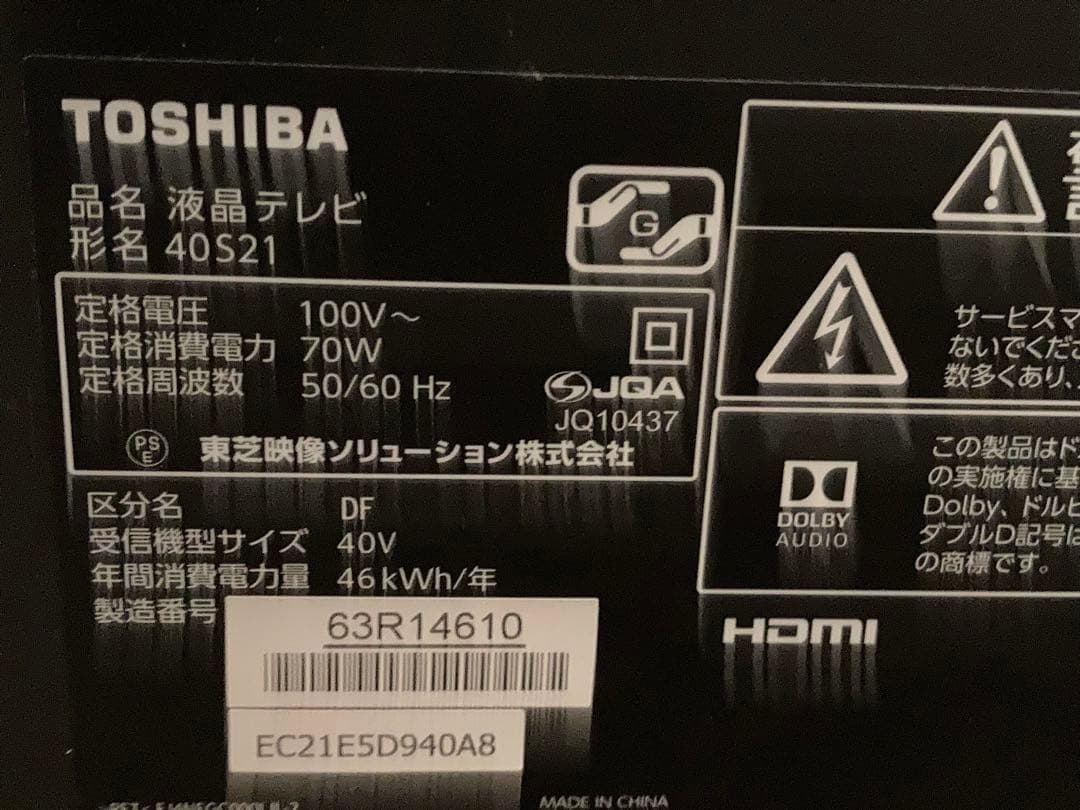 TOSHIBA
品名 液晶テレビ
形名 40S21
G
定格電圧 100V～
定格消費電力 70W
定格周波数 50/60 Hz
JQA
JQ10437
PS
E
東芝映像ソリューション株式会社
区分名 DF
受信機型サイズ 40V
年間消費電力量 46kWh/年
製造番号
63R14610
EC21E5D940A8
サービスマ
ないでくださ
数多くあり、
DOLBY
AUDIO
この製品はド
の実施権に基
Dolby、ドルビ
ダブルD記号は
の商標です。
HDMI
MADE IN CHINA